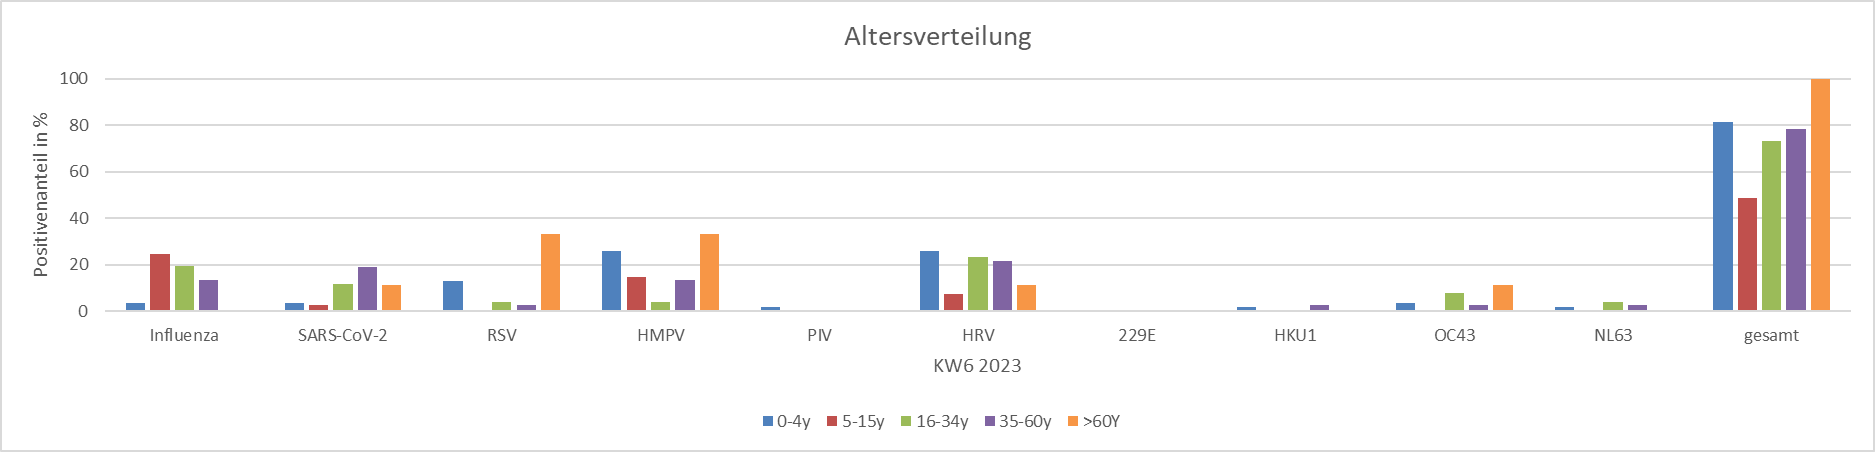 Altersverteilung
Positivenanteil in %
100
80
60
40
20
0
Influenza SARS-CoV-2 RSV HMPV PIV HRV 229E HKU1 OC43 NL63 gesamt
KW6 2023
0-4y 5-15y 16-34y 35-60y >60Y